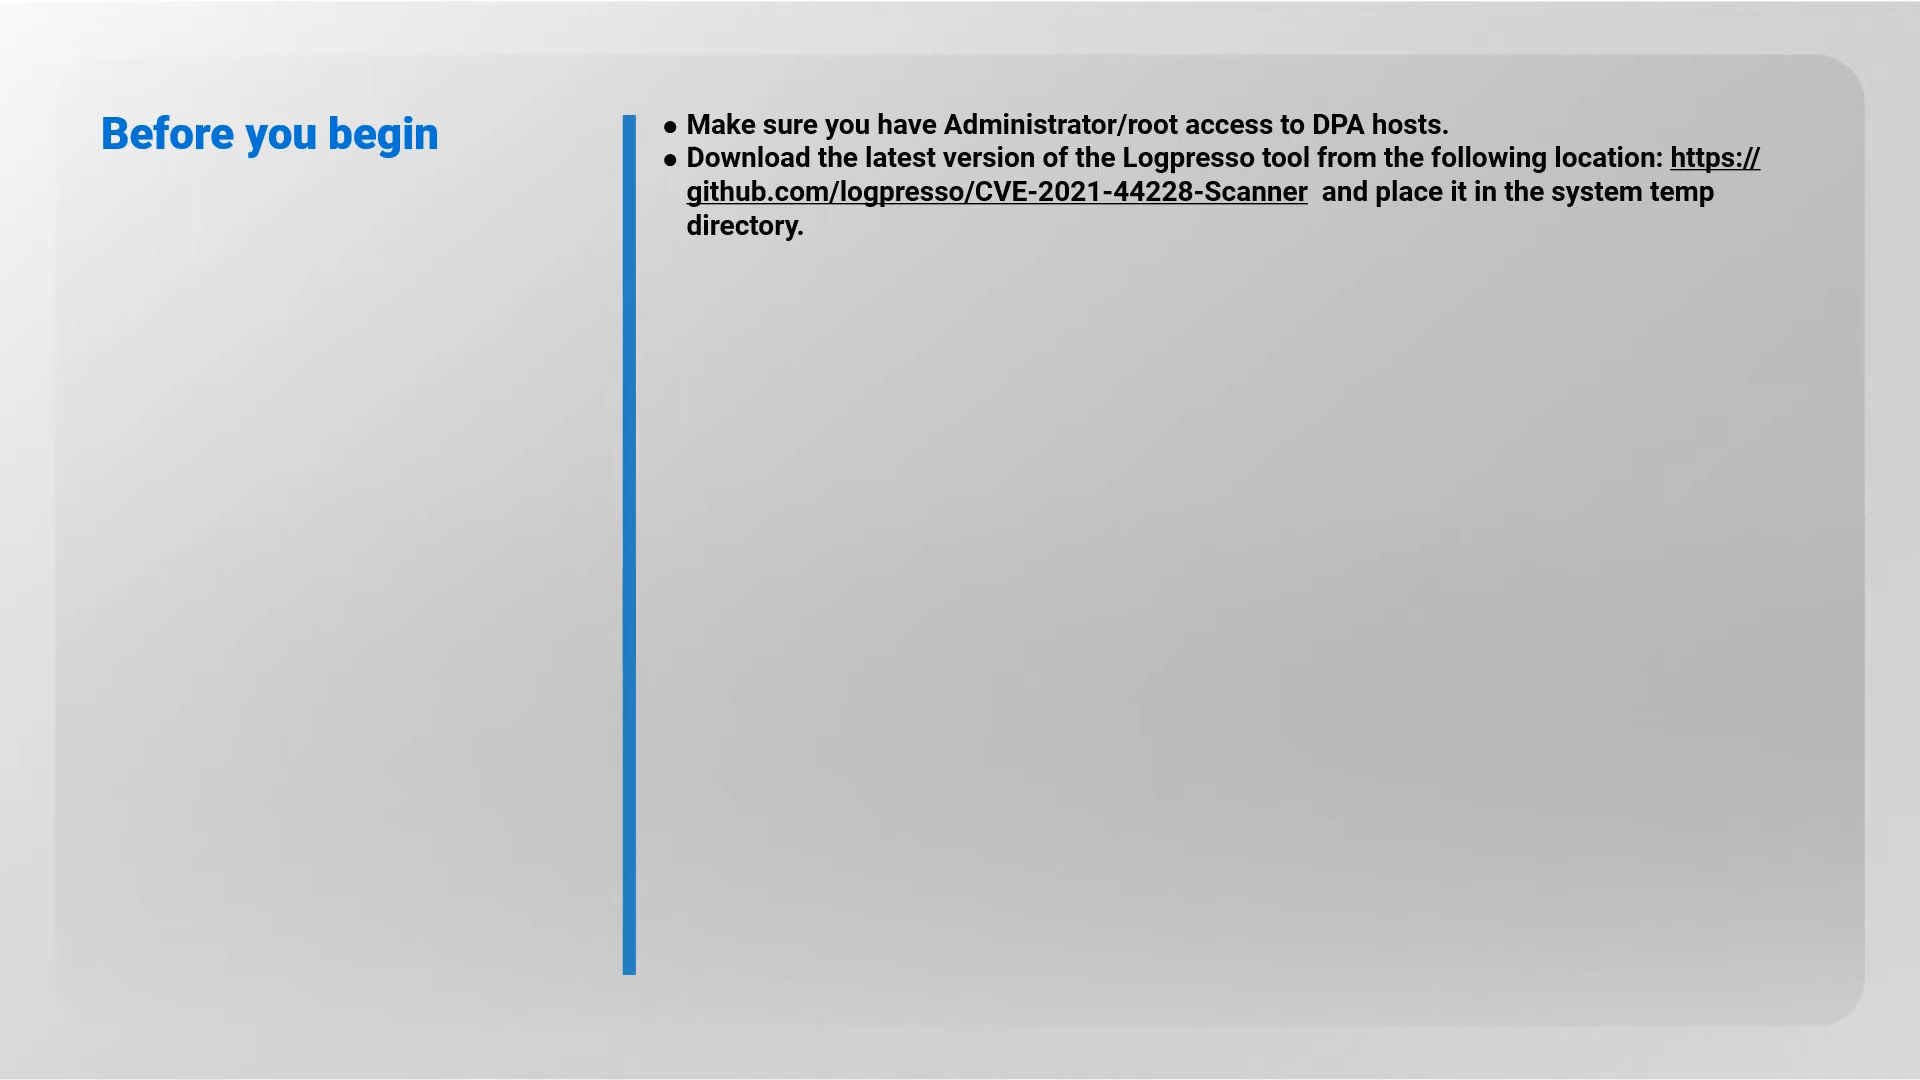 Before you begin
● Make sure you have Administrator/root access to DPA hosts.
● Download the latest version of the Logpresso tool from the following location: https://
github.com/logpresso/CVE-2021-44228-Scanner and place it in the system temp
directory.